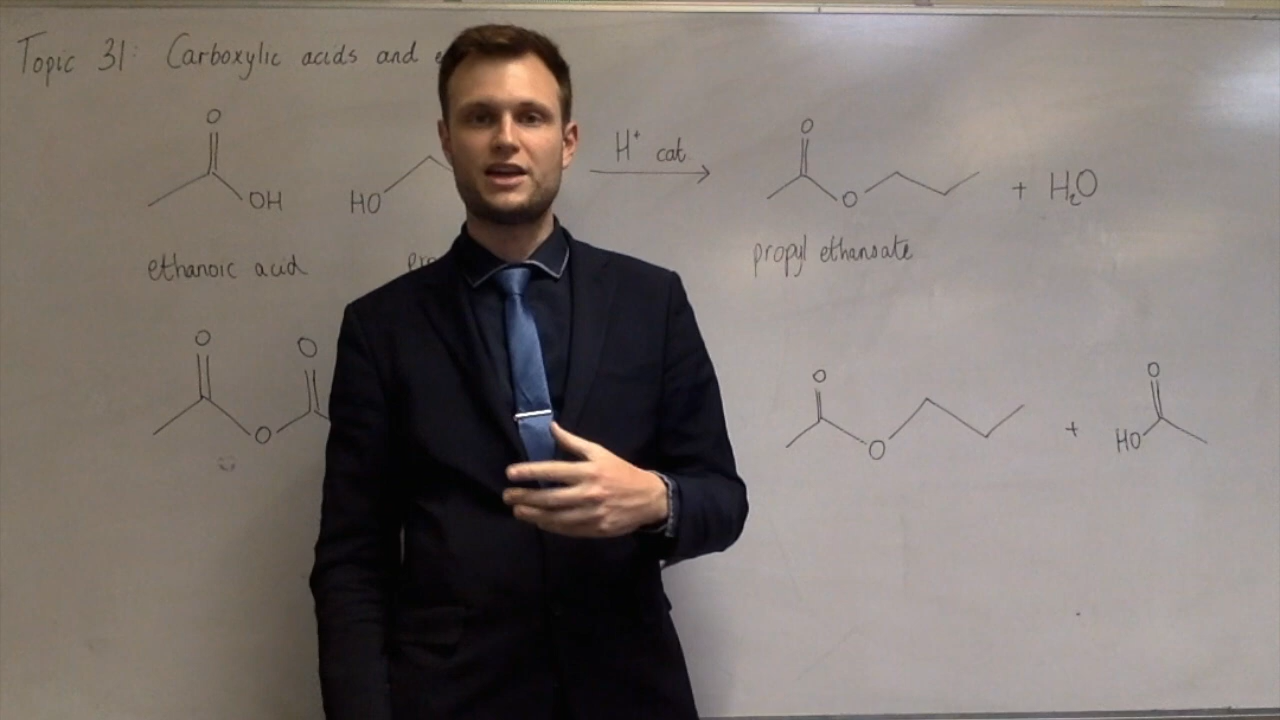 Topic 31: Carboxylic acids and
O O
OH HO H⁺ cat O + H₂O
ethanoic acid propyl ethanoate
O O O O
O O + HO